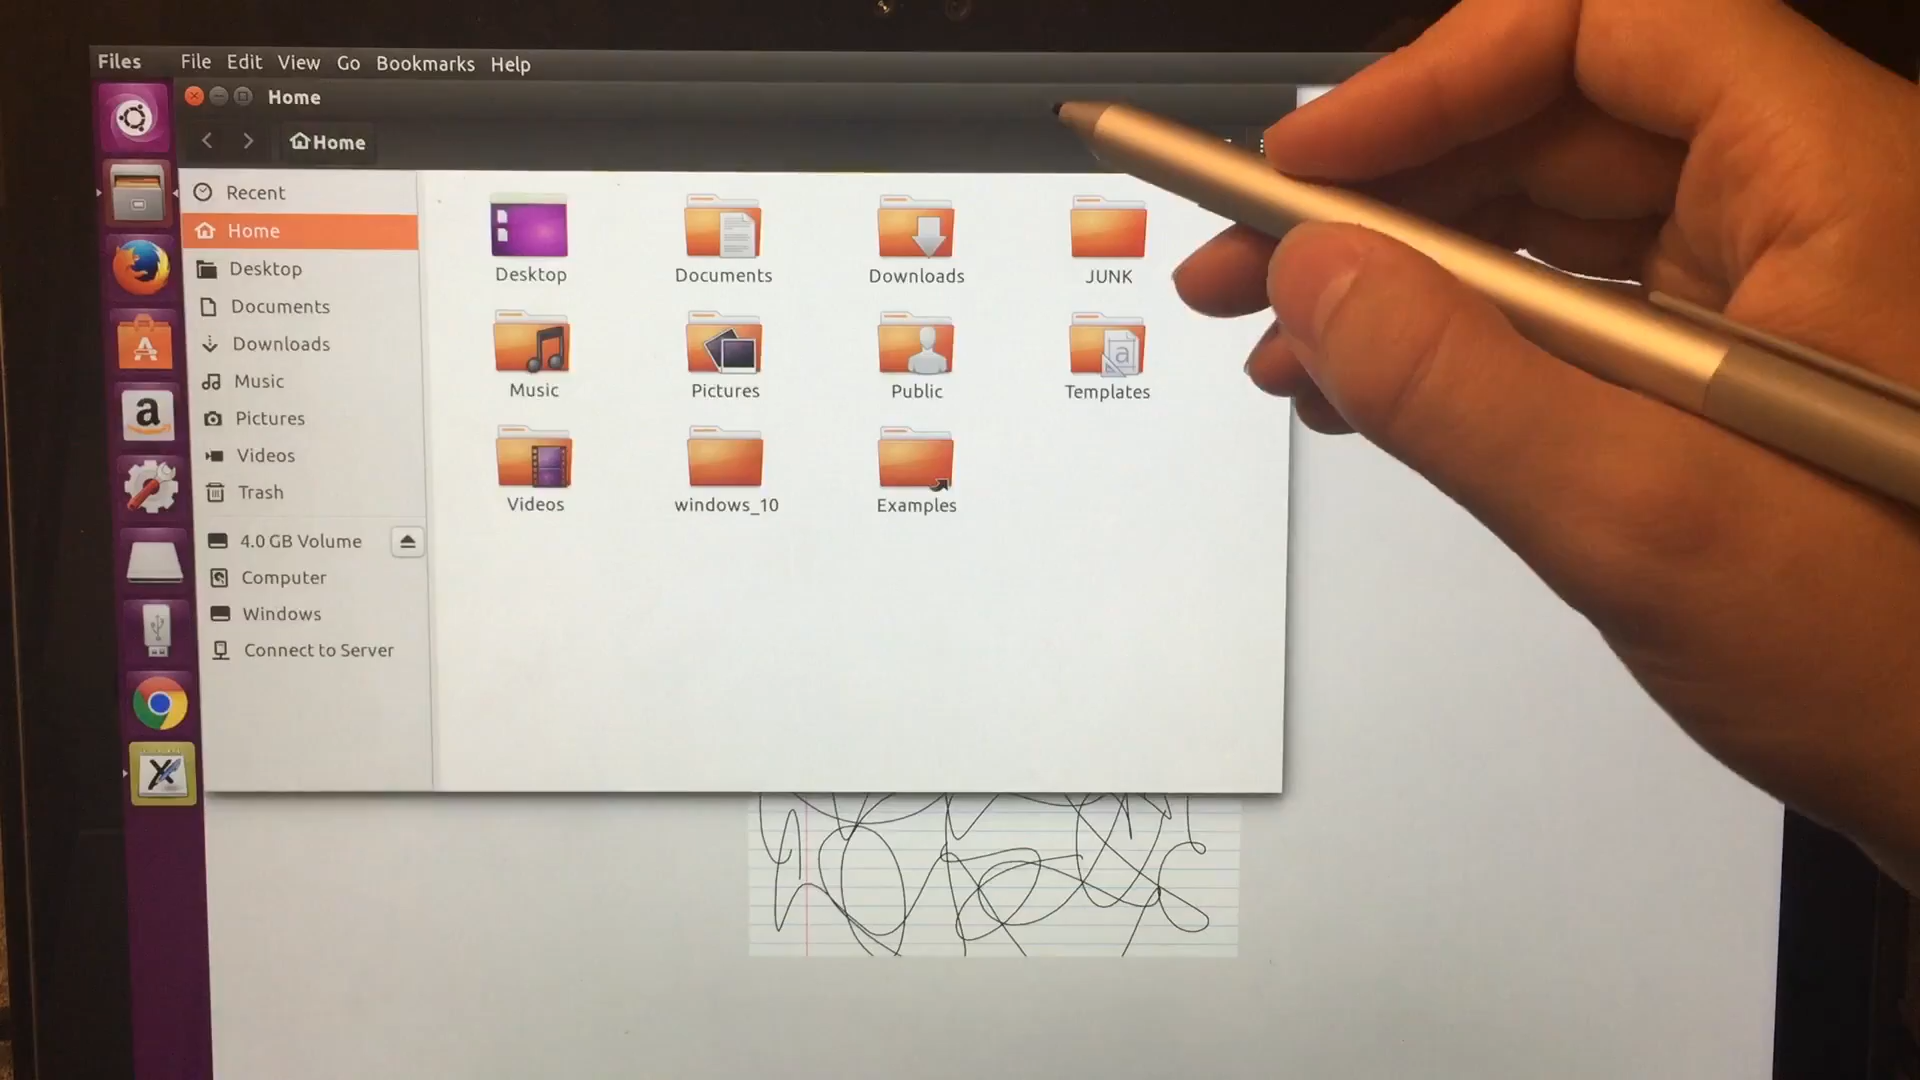 Files File Edit View Go Bookmarks Help
Home
Home
Recent
Home
Desktop
Documents
Downloads
Music
Pictures
Videos
Trash
4.0 GB Volume
Computer
Windows
Connect to Server
Desktop Documents Downloads JUNK
Music Pictures Public Templates
Videos windows_10 Examples